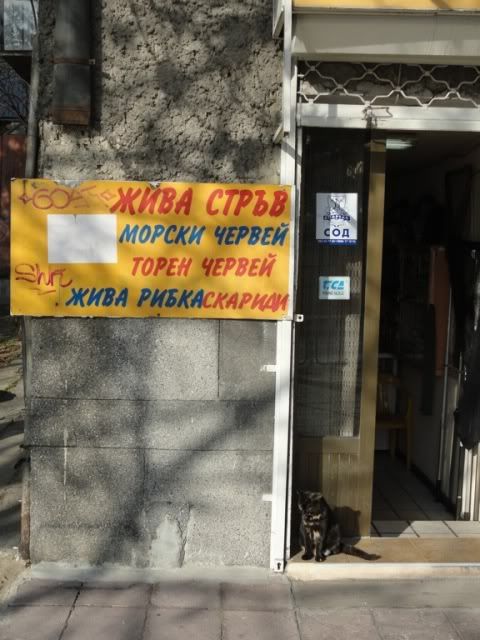 ЖИВА СТРЪВ
МОРСКИ ЧЕРВЕЙ
ТОРЕН ЧЕРВЕЙ
ЖИВА РИБКА СКАРИДИ
СОД